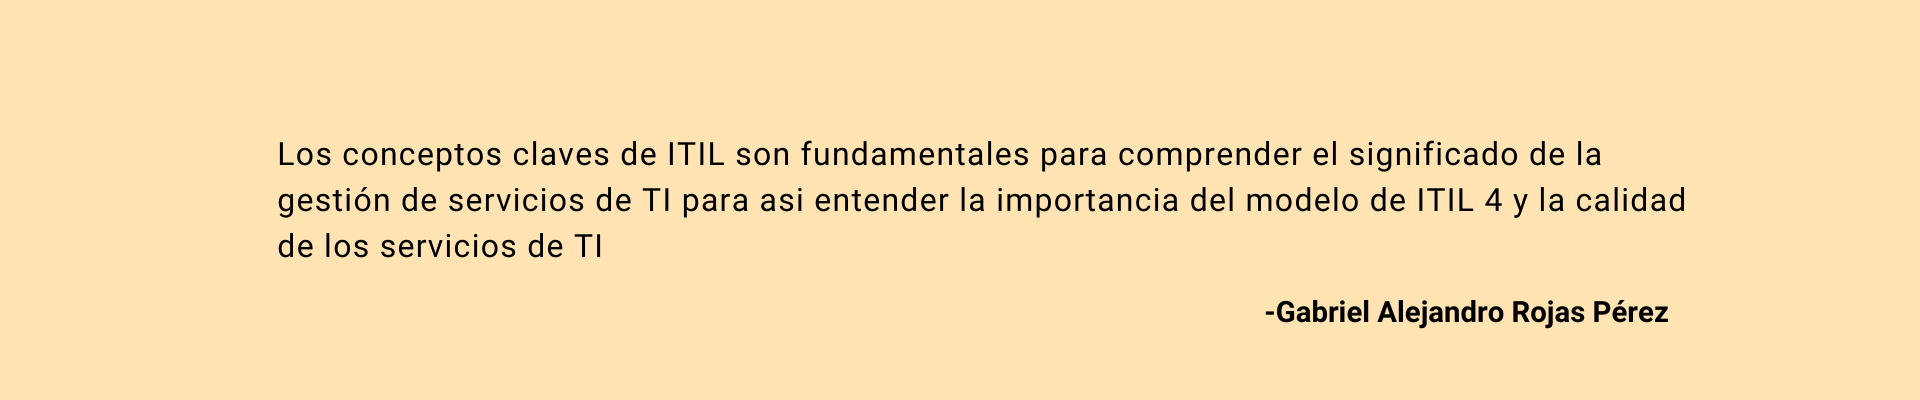 Los conceptos claves de ITIL son fundamentales para comprender el significado de la
gestión de servicios de TI para asi entender la importancia del modelo de ITIL 4 y la calidad
de los servicios de TI
-Gabriel Alejandro Rojas Pérez